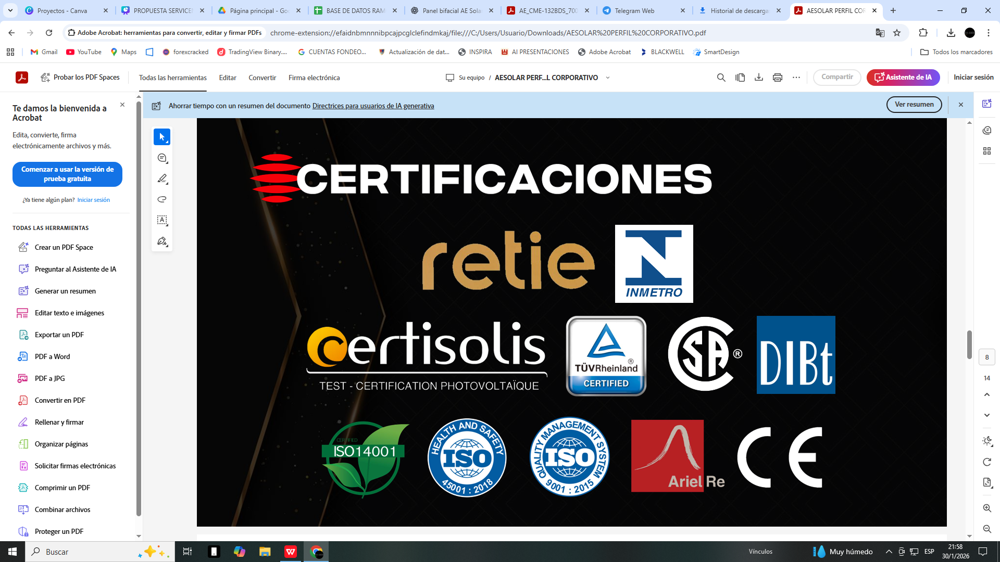 Proyectos - Canva
PROPUESTA SERVICE
Página principal - Goo
BASE DE DATOS RAM
Panel bifacial AE Sola
AE_CME-132BDS_700
Telegram Web
Historial de descarga
AESOLAR PERFIL COR
Adobe Acrobat: herramientas para convertir, editar y firmar PDFs
chrome-extension://efaidnbmnnnibpcajpcglclefindmkaj/file:///C:/Users/Usuario/Downloads/AESOLAR%20PERFIL%20CORPORATIVO.pdf
Gmail
YouTube
Maps
forexcracked
TradingView Binary....
CUENTAS FONDEO...
Actualización de dat...
INSPIRA
AI PRESENTACIONES
Adobe Acrobat
BLACKWELL
SmartDesign
Todos los marcadores
Probar los PDF Spaces
Todas las herramientas
Editar
Convertir
Firma electrónica
Su equipo / AESOLAR PERF...L CORPORATIVO
Compartir
Asistente de IA
Iniciar sesión
Te damos la bienvenida a
Acrobat
Edita, convierte, firma
electrónicamente archivos y más.
Comenzar a usar la versión de
prueba gratuita
¿Ya tiene algún plan? Iniciar sesión
TODAS LAS HERRAMIENTAS
Crear un PDF Space
Preguntar al Asistente de IA
Generar un resumen
Editar texto e imágenes
Exportar un PDF
PDF a Word
PDF a JPG
Convertir en PDF
Rellenar y firmar
Organizar páginas
Solicitar firmas electrónicas
Comprimir un PDF
Combinar archivos
Proteger un PDF
Ahorrar tiempo con un resumen del documento Directrices para usuarios de IA generativa
Ver resumen
CERTIFICACIONES
retie
INMETRO
certisolis
TEST - CERTIFICATION PHOTOVOLTAÏQUE
TÜVRheinland ®
CERTIFIED
CSA®
DIBt
CERTIFIED
ISO14001
HEALTH AND SAFETY
ISO
45001 : 2018
QUALITY MANAGEMENT SYSTEM
ISO
9001 : 2015
Ariel Re
CE
8
14
Buscar
Vínculos
Muy húmedo
ESP
21:58
30/1/2026